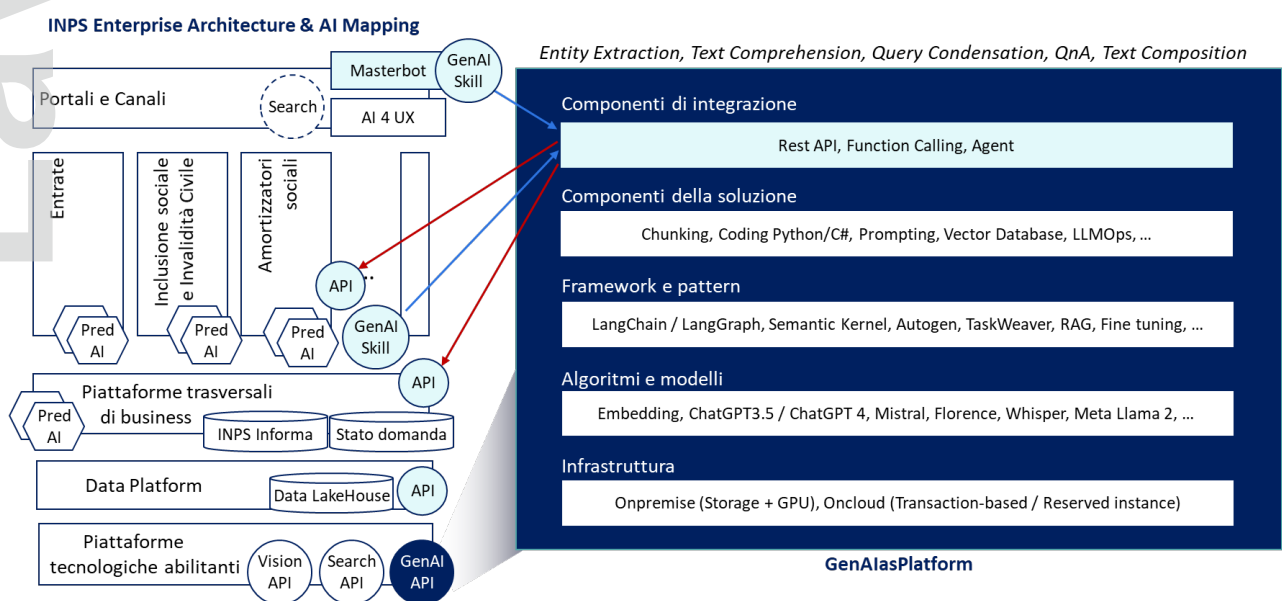 INPS Enterprise Architecture & AI Mapping
Masterbot
GenAI
Skill
Portali e Canali
Search
AI 4 UX
Entrate
Inclusione sociale
e Invalidità Civile
Amortizzatori
sociali
...
API
Pred
AI
Pred
AI
Pred
AI
GenAI
Skill
Piattaforme trasversali
di business
API
Pred
AI
INPS Informa
Stato domanda
Data Platform
Data LakeHouse
API
Piattaforme
tecnologiche abilitanti
Vision
API
Search
API
GenAI
API
Entity Extraction, Text Comprehension, Query Condensation, QnA, Text Composition
Componenti di integrazione
Rest API, Function Calling, Agent
Componenti della soluzione
Chunking, Coding Python/C#, Prompting, Vector Database, LLMOps, ...
Framework e pattern
LangChain / LangGraph, Semantic Kernel, Autogen, TaskWeaver, RAG, Fine tuning, ...
Algoritmi e modelli
Embedding, ChatGPT3.5 / ChatGPT 4, Mistral, Florence, Whisper, Meta Llama 2, ...
Infrastruttura
Onpremise (Storage + GPU), Oncloud (Transaction-based / Reserved instance)
GenAIasPlatform